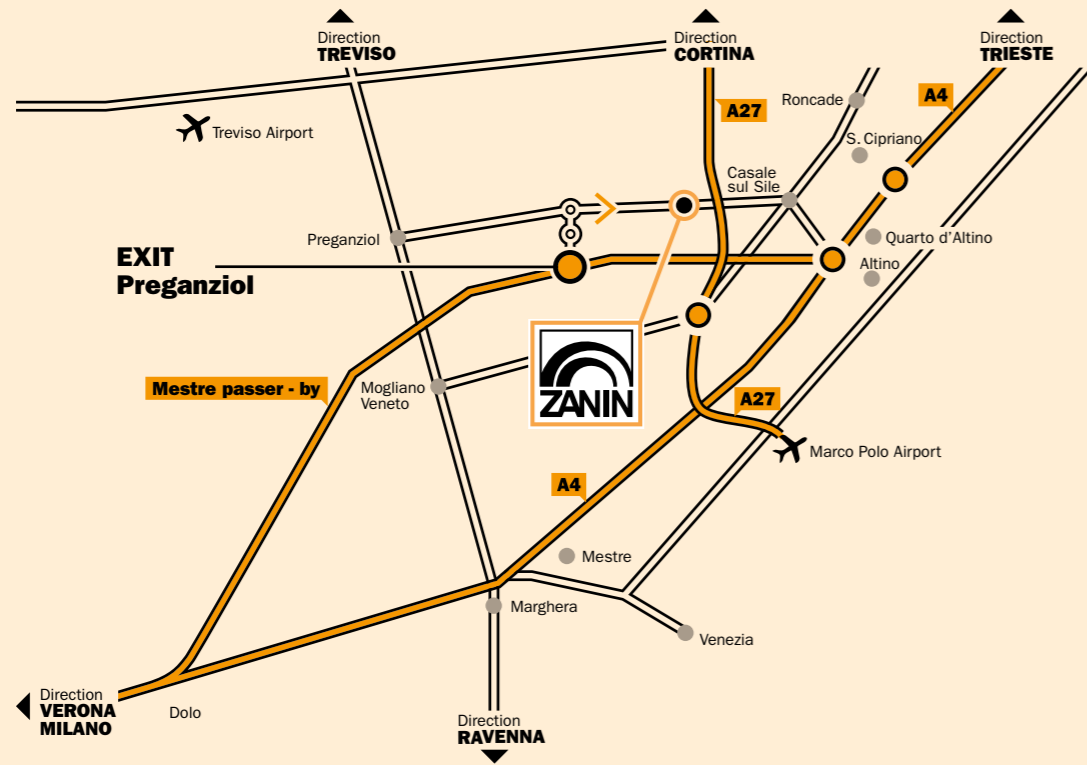 Direction
TREVISO
Direction
CORTINA
Direction
TRIESTE
A4
Roncade
A27
Treviso Airport
S. Cipriano
Casale
sul Sile
Preganziol
Quarto d'Altino
EXIT
Preganziol
Altino
ZANIN
Mestre passer - by
Mogliano
Veneto
A27
Marco Polo Airport
A4
Mestre
Marghera
Venezia
Direction
VERONA
MILANO
Dolo
Direction
RAVENNA